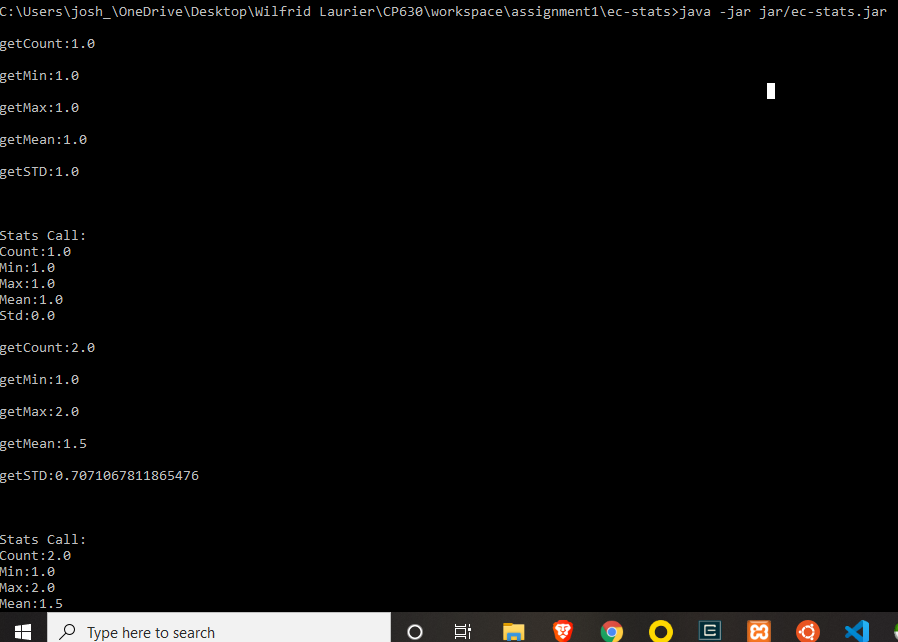 C:\Users\josh_\OneDrive\Desktop\Wilfrid Laurier\CP630\workspace\assignment1\ec-stats>java -jar jar/ec-stats.jar
getCount:1.0
getMin:1.0
getMax:1.0
getMean:1.0
getSTD:1.0
Stats Call:
Count:1.0
Min:1.0
Max:1.0
Mean:1.0
Std:0.0
getCount:2.0
getMin:1.0
getMax:2.0
getMean:1.5
getSTD:0.7071067811865476
Stats Call:
Count:2.0
Min:1.0
Max:2.0
Mean:1.5
Type here to search